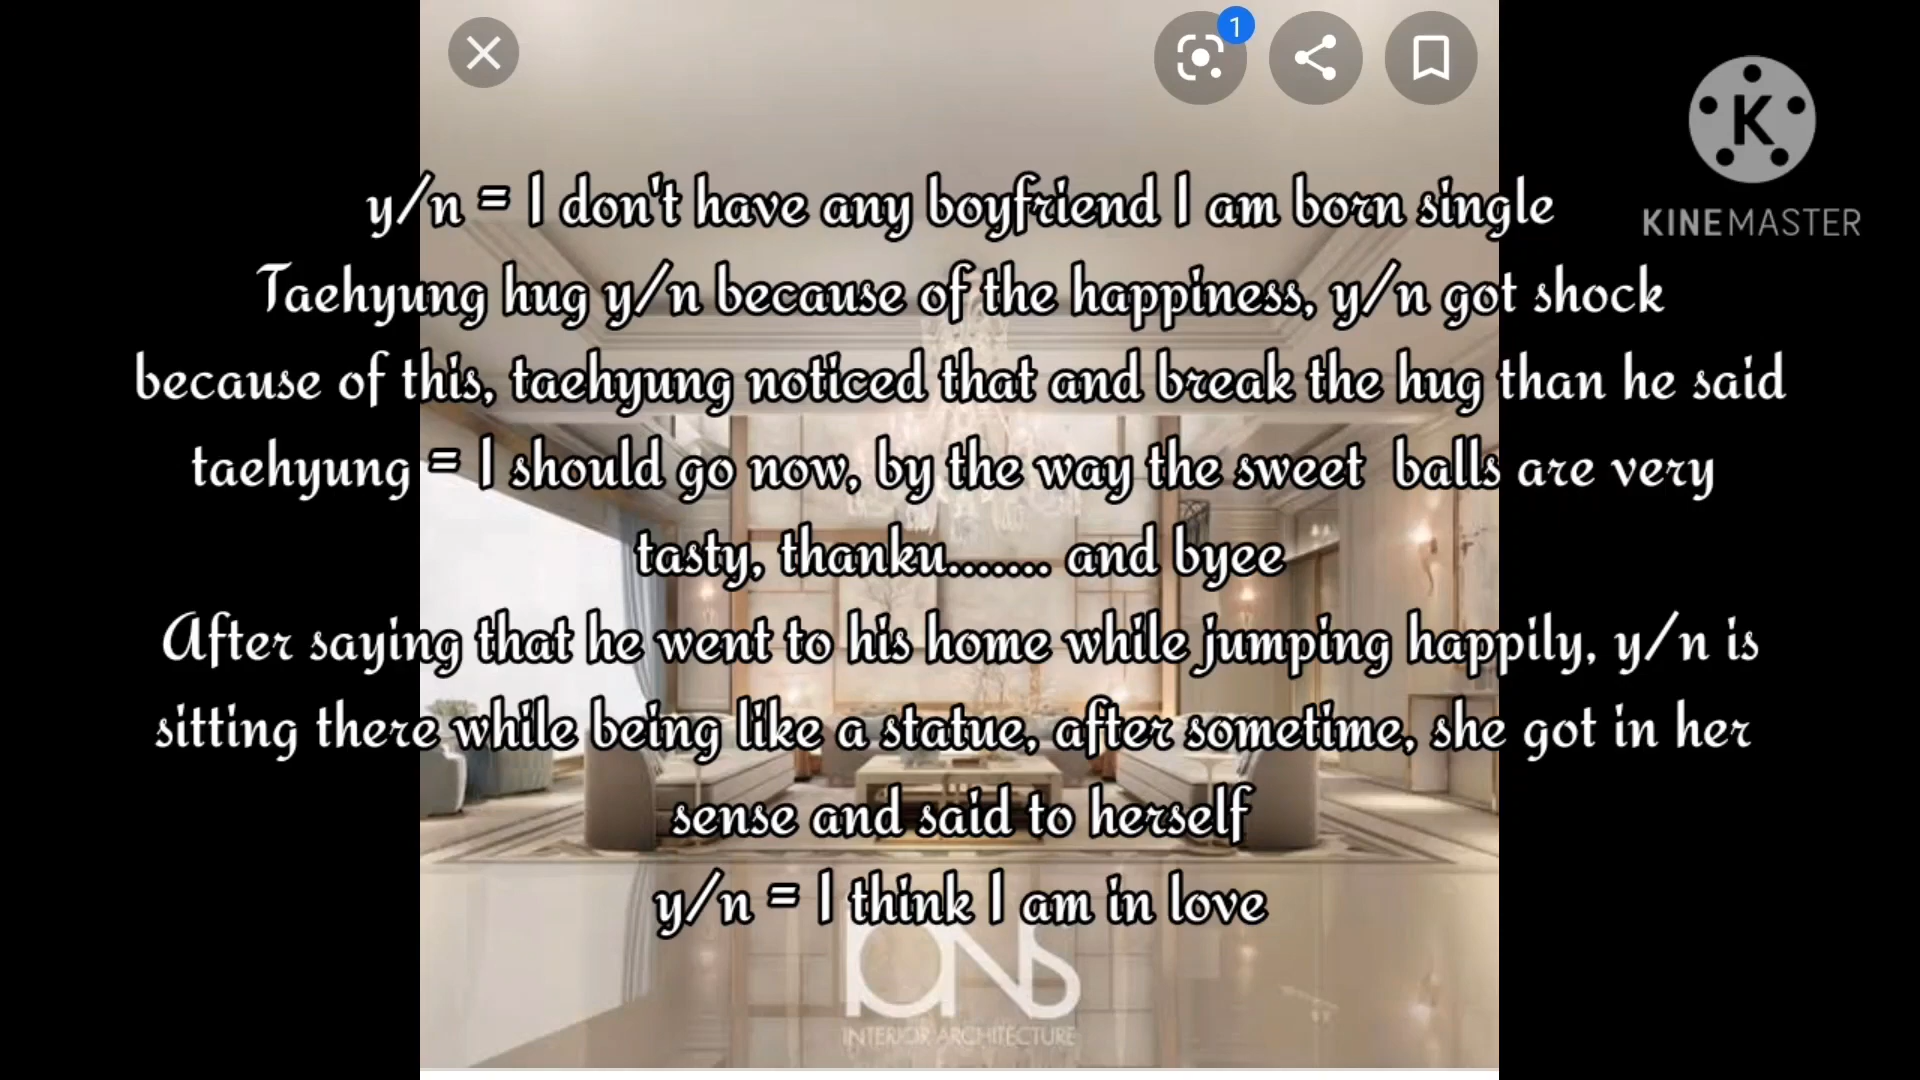 1
K
KINEMASTER
y/n = I don't have any boyfriend I am born single
Taehyung hug y/n because of the happiness, y/n got shock
because of this, taehyung noticed that and break the hug than he said
taehyung = I should go now, by the way the sweet  balls are very
tasty, thanku....... and byee
After saying that he went to his home while jumping happily, y/n is
sitting there while being like a statue, after sometime, she got in her
sense and said to herself
y/n = I think I am in love
IONS
INTERIOR ARCHITECTURE